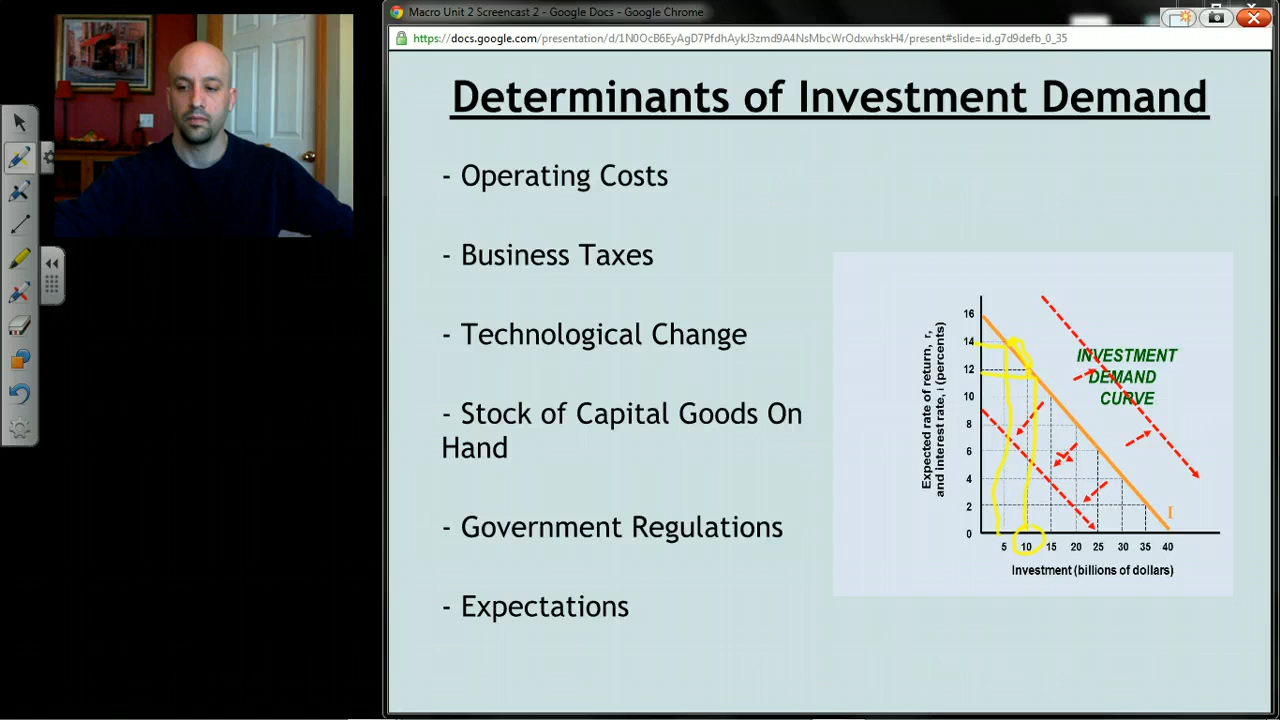 Macro Unit 2 Screencast 2 - Google Docs - Google Chrome
https://docs.google.com/presentation/d/1N0OcB6EyAgD7PfdhAykJ3zmd9A4NsMbcWrOdxwhskH4/present#slide=id.g7d9defb_0_35
Determinants of Investment Demand
- Operating Costs
- Business Taxes
- Technological Change
- Stock of Capital Goods On
Hand
- Government Regulations
- Expectations
Expected rate of return, r,
and interest rate, i (percents)
16
14
12
10
8
6
4
2
0
INVESTMENT
DEMAND
CURVE
I
5 10 15 20 25 30 35 40
Investment (billions of dollars)